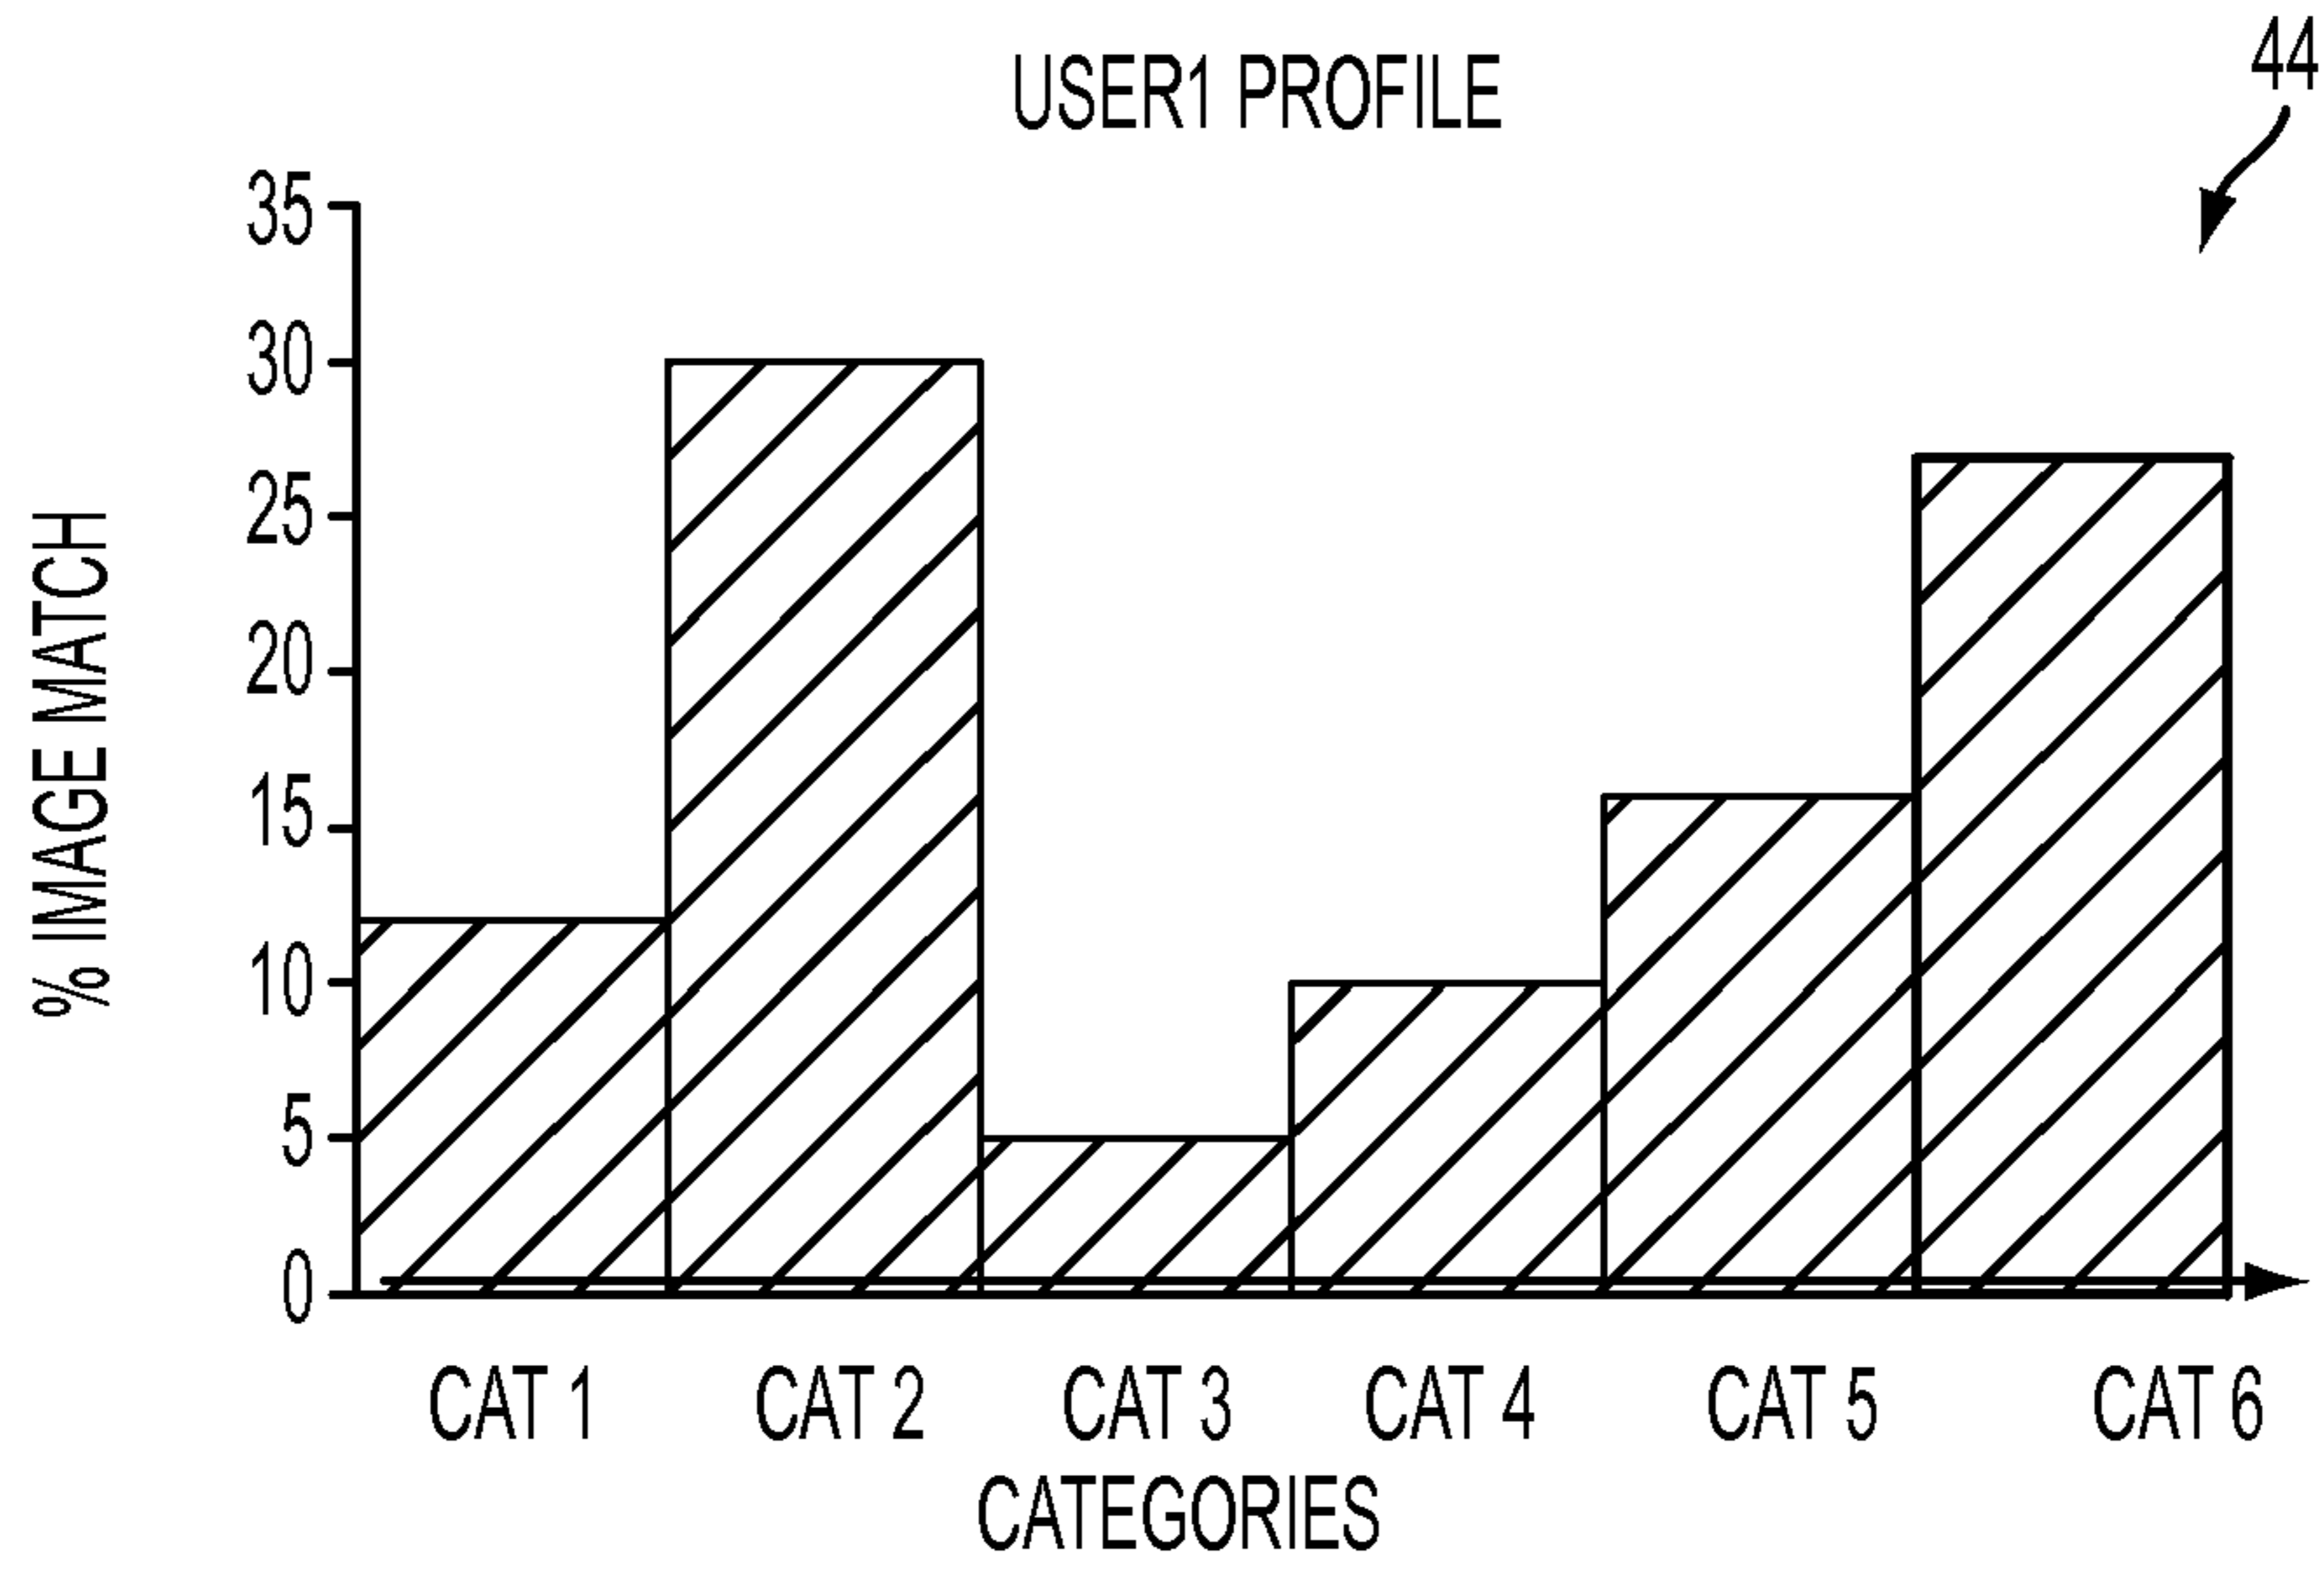 44
USER1 PROFILE
% IMAGE MATCH
35
30
25
20
15
10
5
0
CAT 1 CAT 2 CAT 3 CAT 4 CAT 5 CAT 6
CATEGORIES